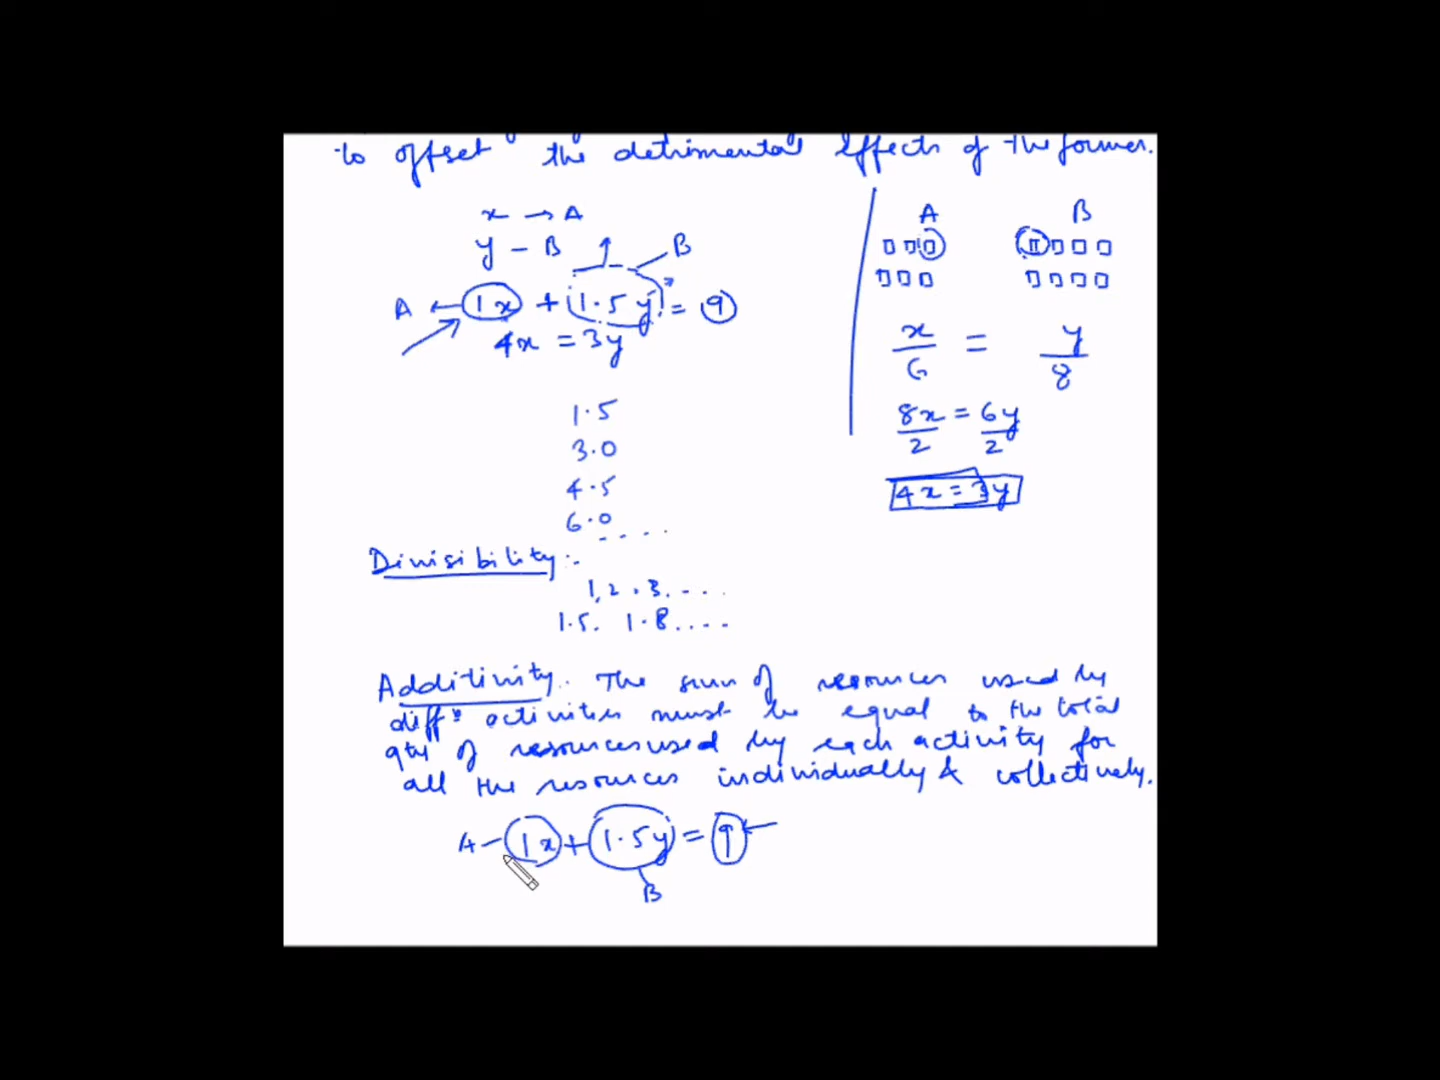 to offset the detrimental effects of the former.
x → A
y - B
B
A ← 1x + 1.5y = 9
4x = 3y
1.5
3.0
4.5
6.0
. . . .
A B
x/6 = y/8
8x/2 = 6y/2
4x = 3y
Divisibility :-
1, 2, 3. . . .
1.5. 1.8 . . . .
Additivity: The sum of resources used by
diff. activities must be equal to the total
qty of resources used by each activity for
all the resources individually & collectively.
A - 1x + 1.5y = 9 ←
B